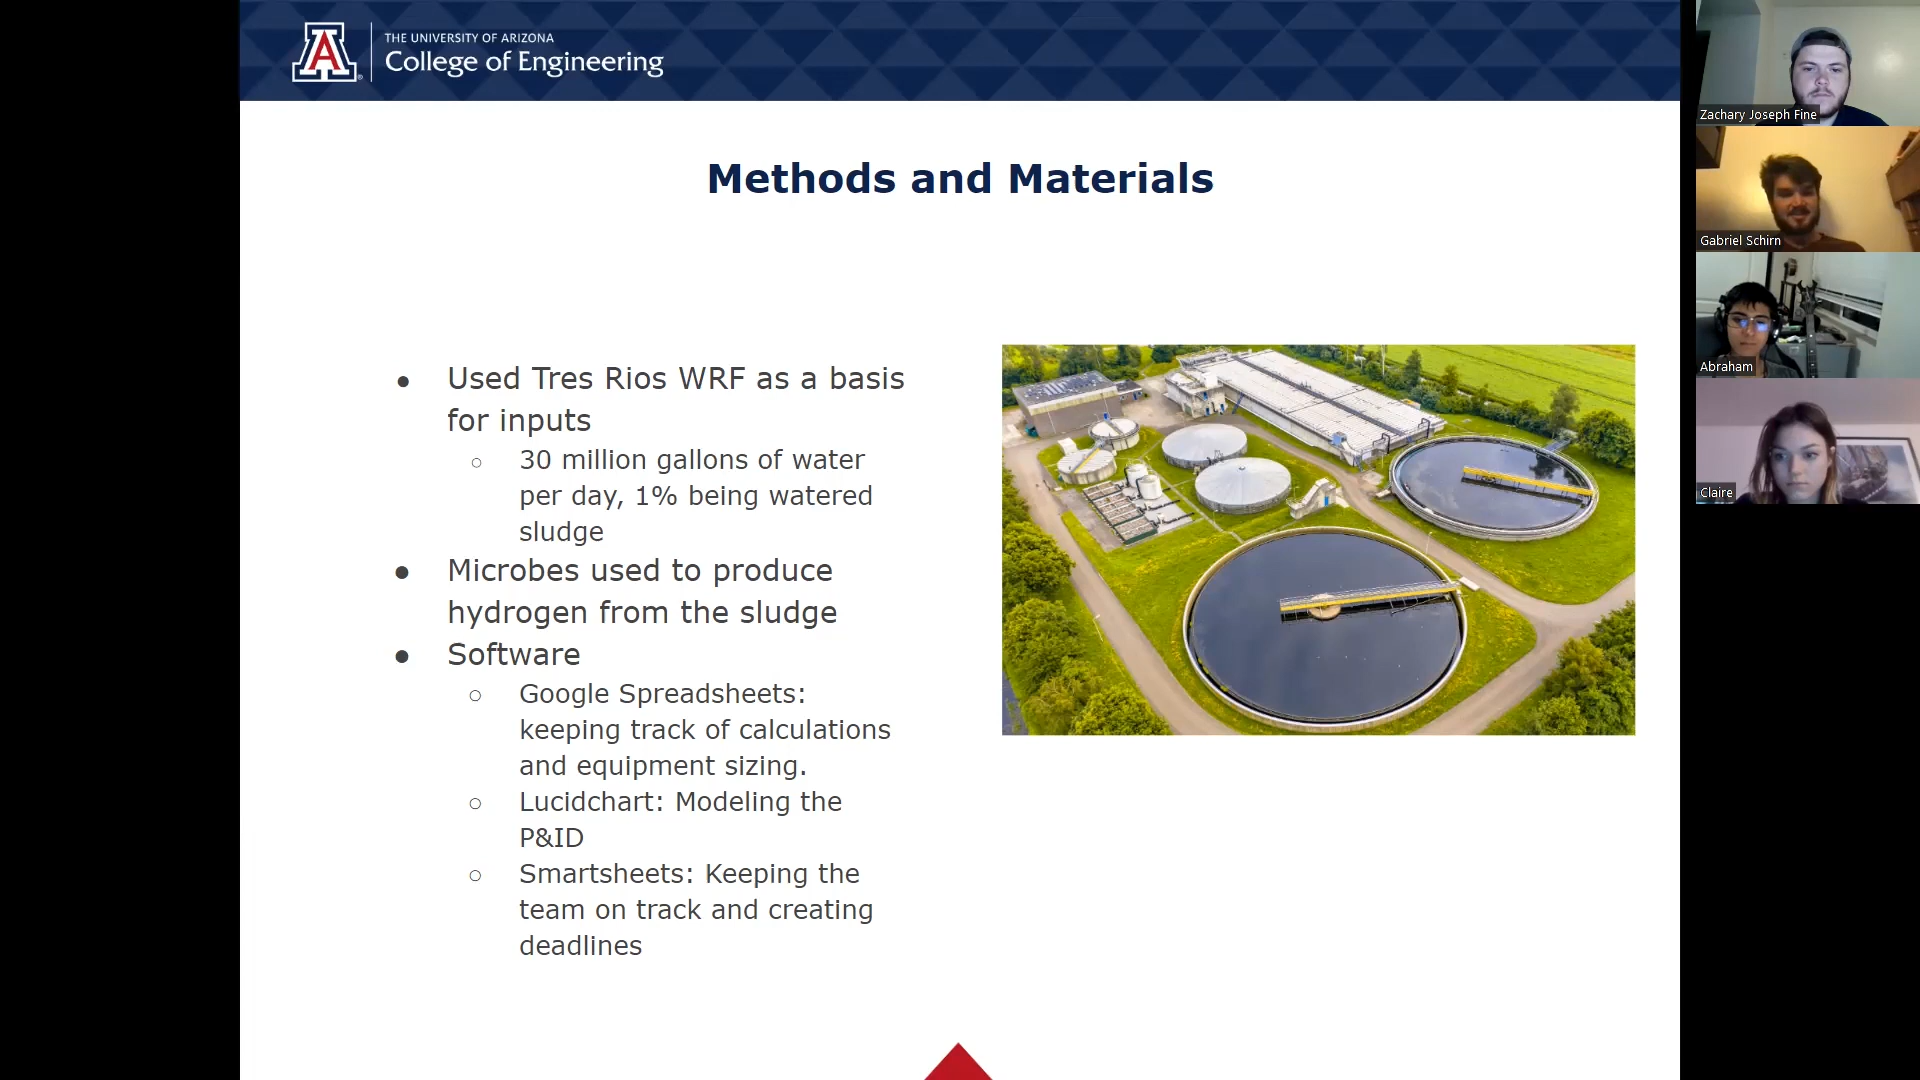 THE UNIVERSITY OF ARIZONA
College of Engineering
Methods and Materials
● Used Tres Rios WRF as a basis
for inputs
○ 30 million gallons of water
per day, 1% being watered
sludge
● Microbes used to produce
hydrogen from the sludge
● Software
○ Google Spreadsheets:
keeping track of calculations
and equipment sizing.
○ Lucidchart: Modeling the
P&ID
○ Smartsheets: Keeping the
team on track and creating
deadlines
Zachary Joseph Fine
Gabriel Schirn
Abraham
Claire